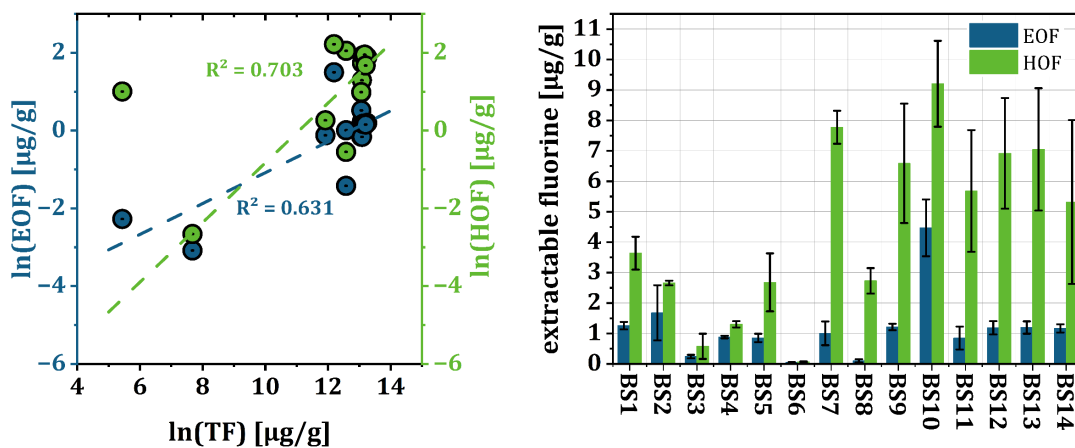 ln(EOF) [µg/g]
2
0
−2
−4
−6
R² = 0.703
R² = 0.631
2
0
−2
−4
−6
ln(HOF) [µg/g]
4 6 8 10 12 14
ln(TF) [µg/g]
extractable fluorine [µg/g]
11
10
9
8
7
6
5
4
3
2
1
0
EOF
HOF
BS1 BS2 BS3 BS4 BS5 BS6 BS7 BS8 BS9 BS10 BS11 BS12 BS13 BS14